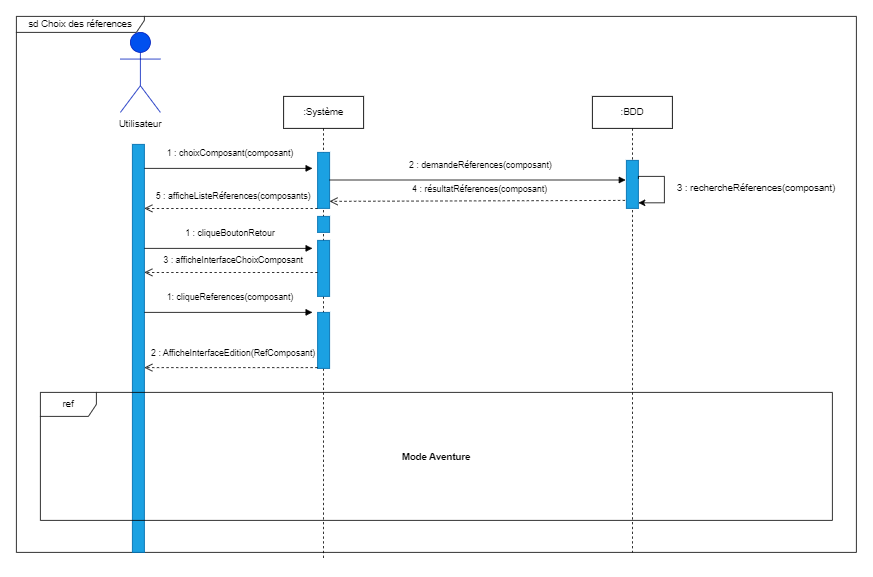 sd Choix des réferences
Utilisateur
:Système
:BDD
1 : choixComposant(composant)
2 : demandeRéferences(composant)
3 : rechercheRéferences(composant)
4 : résultatRéferences(composant)
5 : afficheListeRéferences(composants)
1 : cliqueBoutonRetour
3 : afficheInterfaceChoixComposant
1: cliqueReferences(composant)
2 : AfficheInterfaceEdition(RefComposant)
ref
Mode Aventure